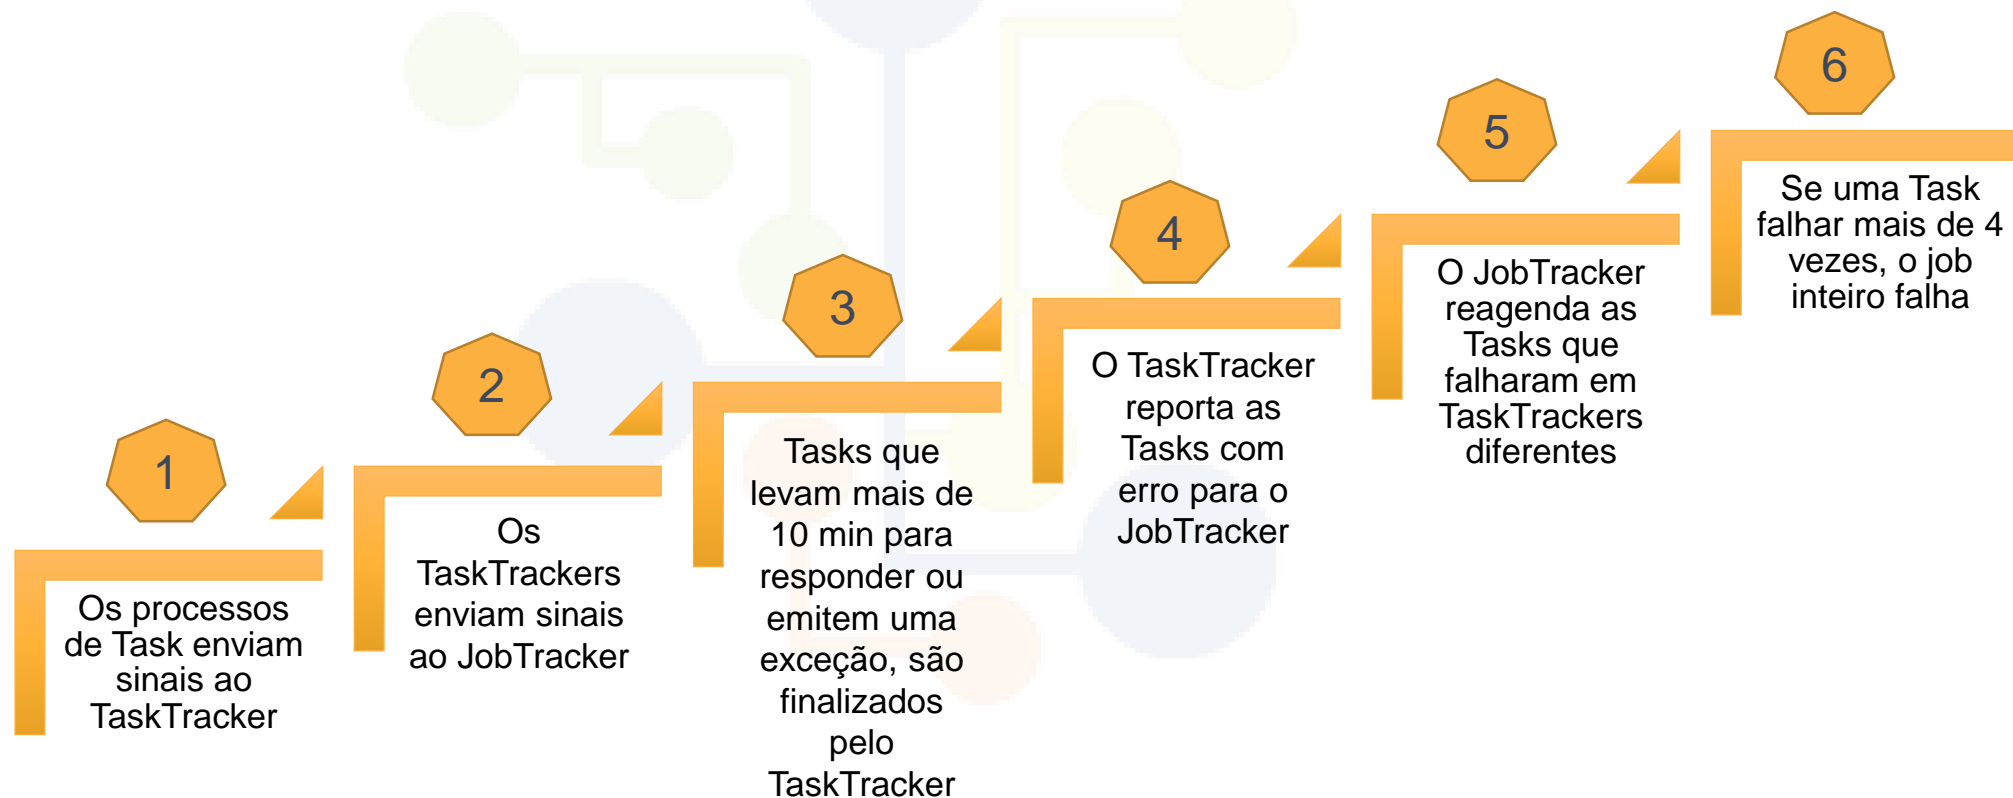 1
Os processos
de Task enviam
sinais ao
TaskTracker
2
Os
TaskTrackers
enviam sinais
ao JobTracker
3
Tasks que
levam mais de
10 min para
responder ou
emitem uma
exceção, são
finalizados
pelo
TaskTracker
4
O TaskTracker
reporta as
Tasks com
erro para o
JobTracker
5
O JobTracker
reagenda as
Tasks que
falharam em
TaskTrackers
diferentes
6
Se uma Task
falhar mais de 4
vezes, o job
inteiro falha